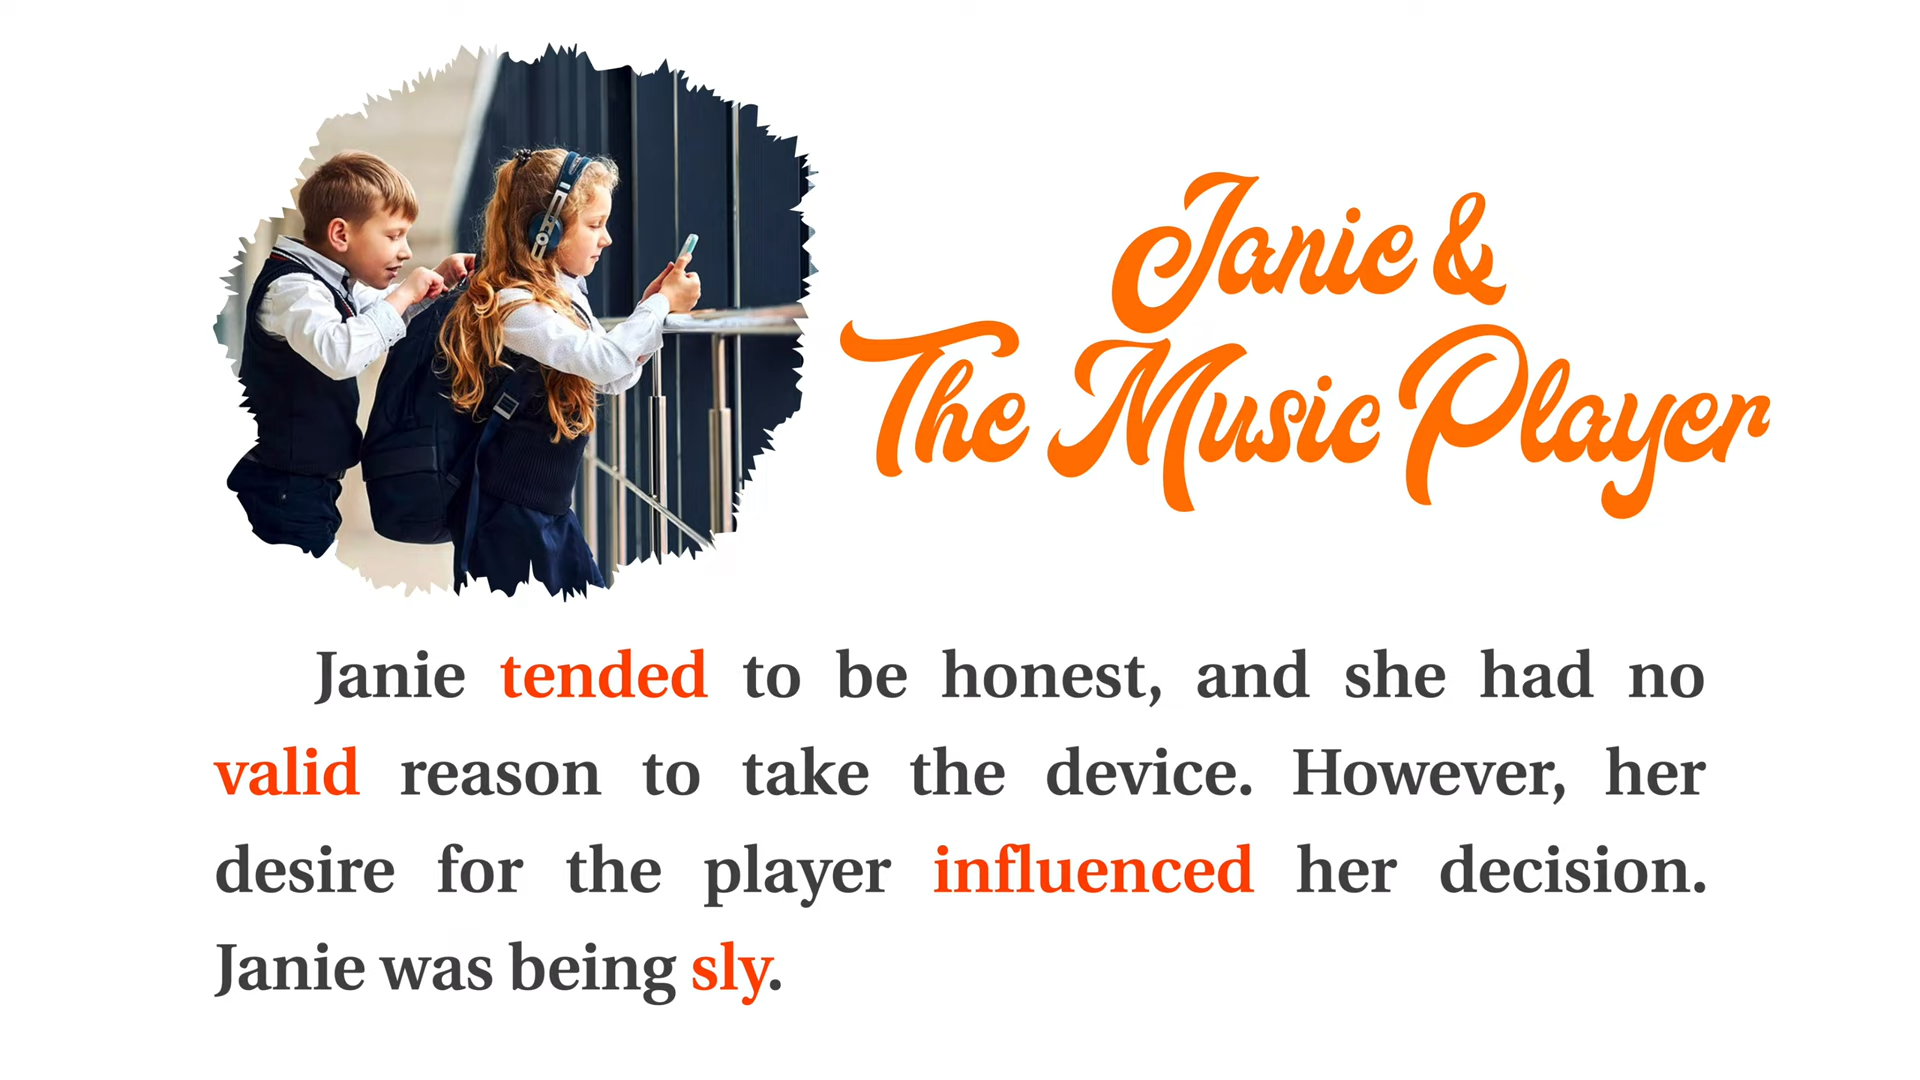 Janie &
The Music Player
Janie tended to be honest, and she had no
valid reason to take the device. However, her
desire for the player influenced her decision.
Janie was being sly.